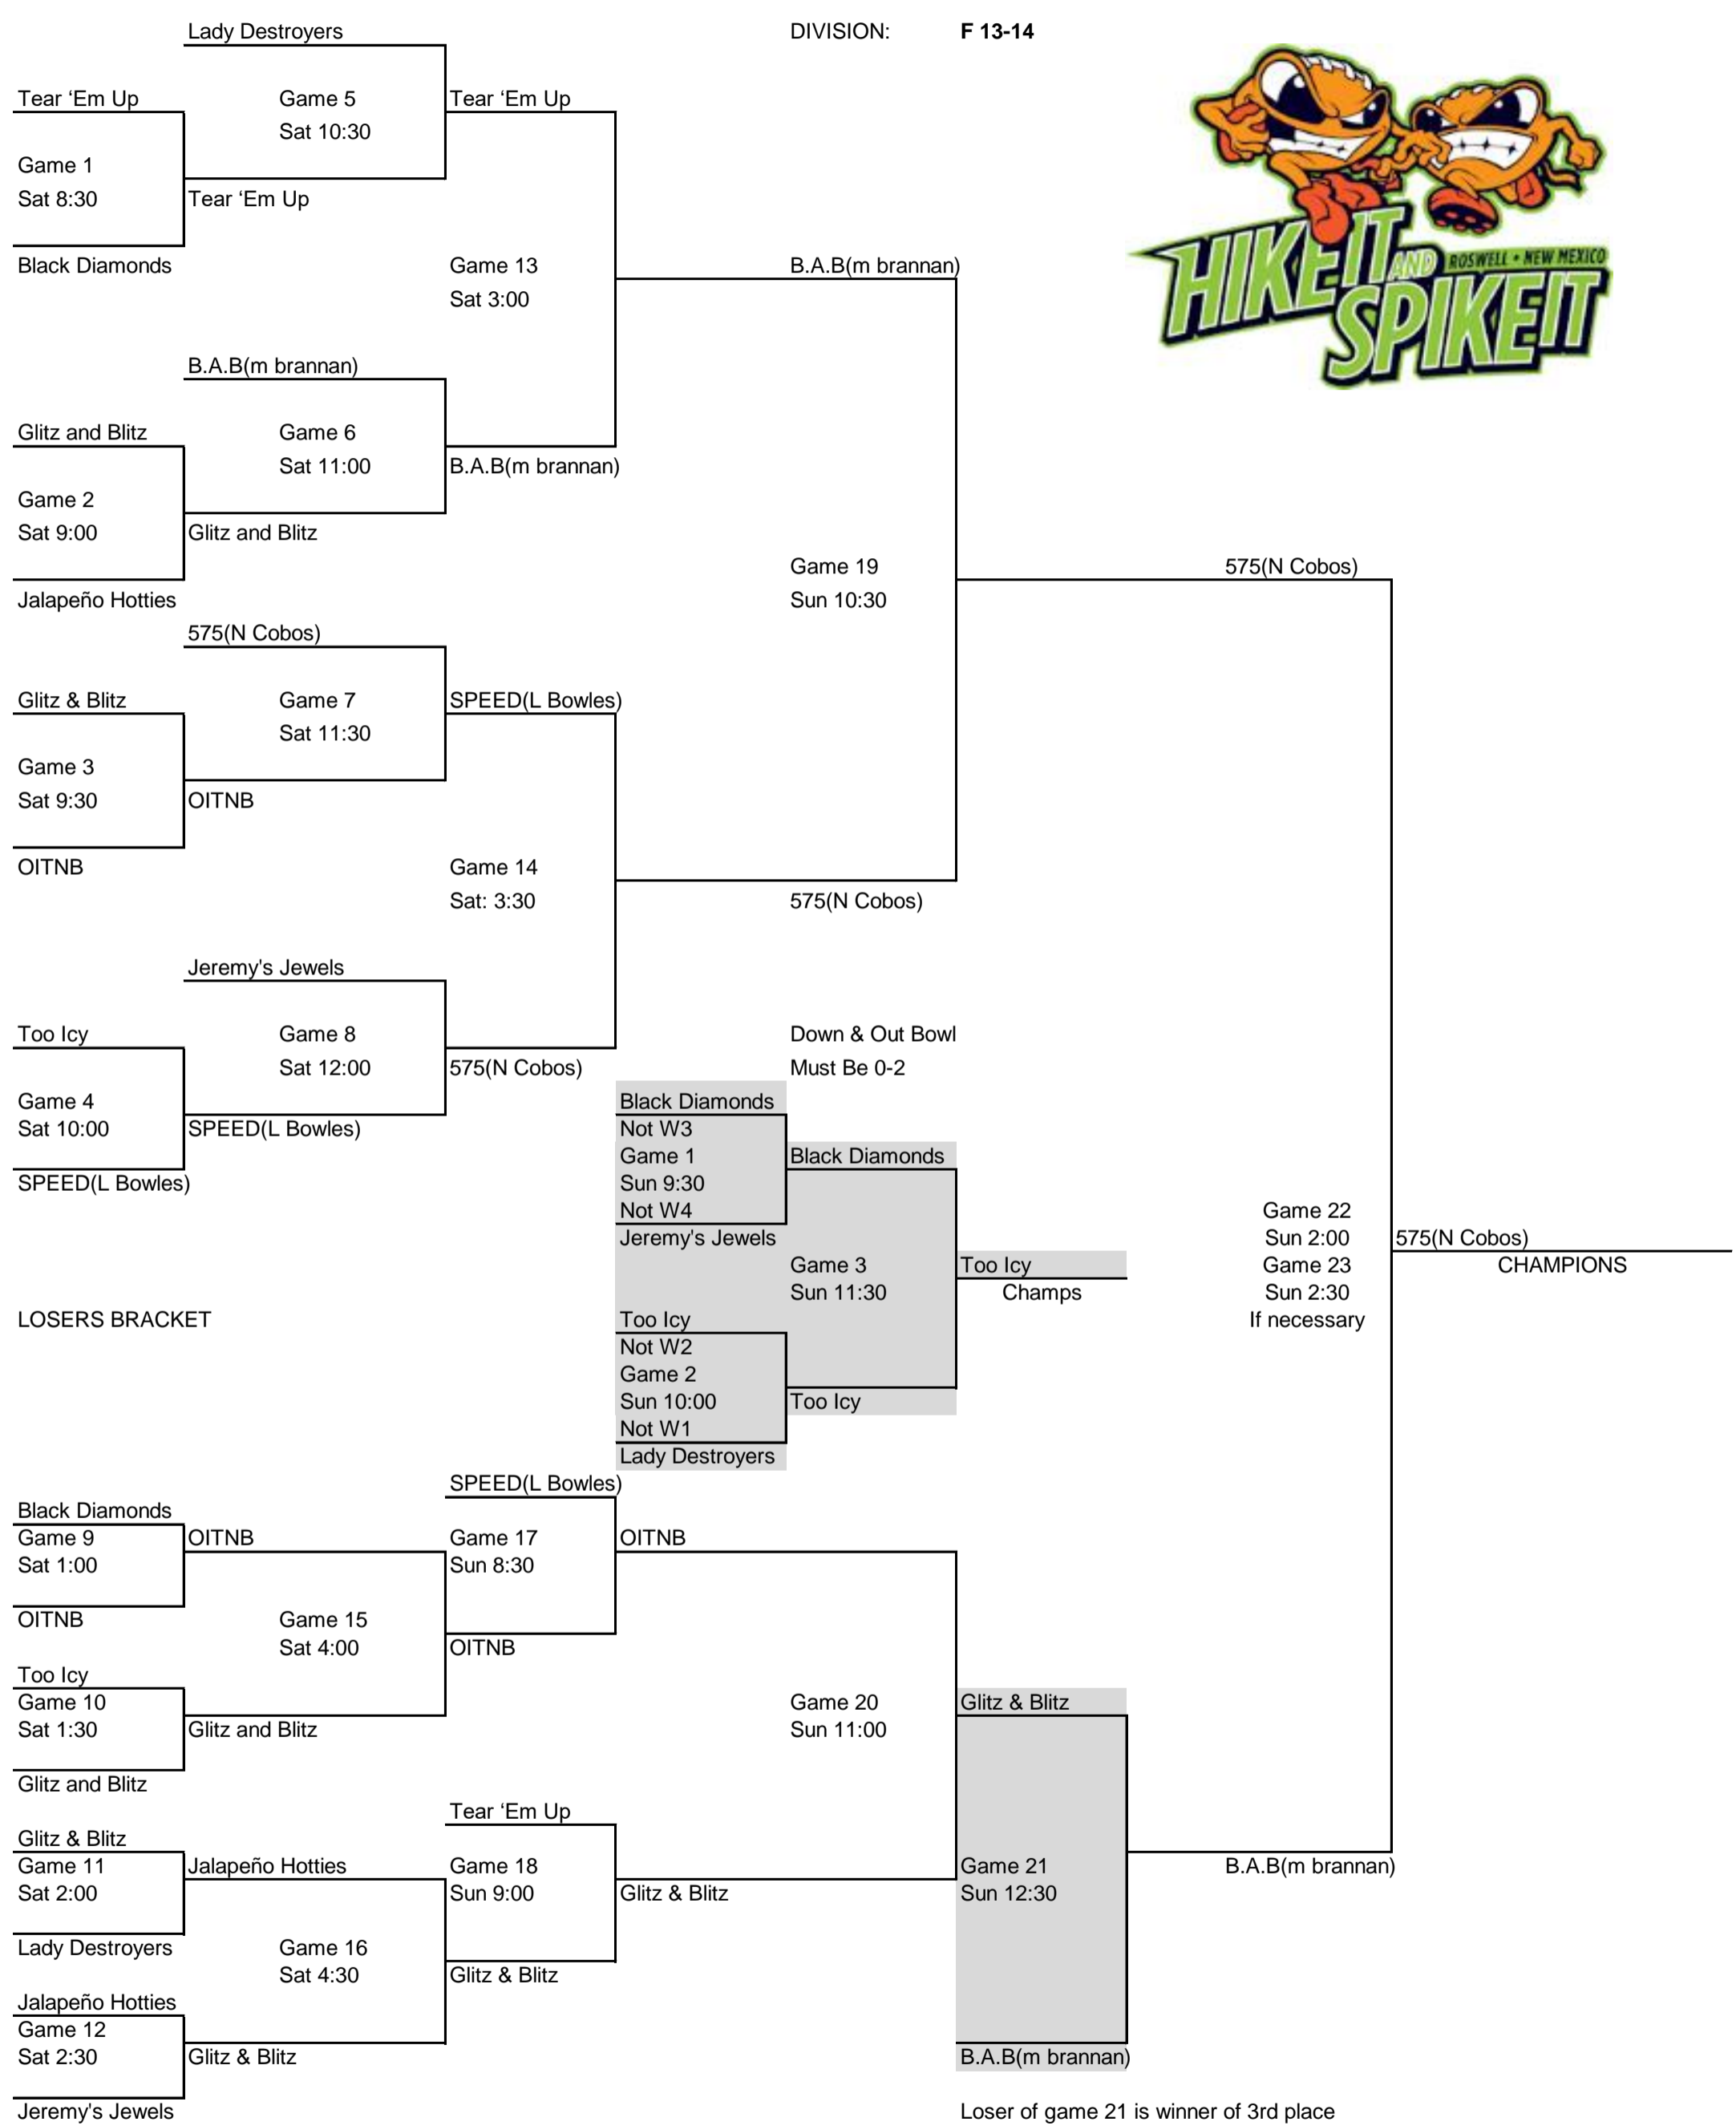 Lady Destroyers
DIVISION: F 13-14
Tear ‘Em Up
Game 5
Tear ‘Em Up
Sat 10:30
Game 1
Sat 8:30
Tear ‘Em Up
Black Diamonds
Game 13
B.A.B(m brannan)
Sat 3:00
HIKE IT AND SPIKE IT
ROSWELL • NEW MEXICO
B.A.B(m brannan)
Glitz and Blitz
Game 6
Sat 11:00
B.A.B(m brannan)
Game 2
Sat 9:00
Glitz and Blitz
Game 19
575(N Cobos)
Jalapeño Hotties
Sun 10:30
575(N Cobos)
Glitz & Blitz
Game 7
SPEED(L Bowles)
Sat 11:30
Game 3
Sat 9:30
OITNB
OITNB
Game 14
Sat: 3:30
575(N Cobos)
Jeremy's Jewels
Too Icy
Game 8
Down & Out Bowl
Sat 12:00
575(N Cobos)
Must Be 0-2
Game 4
Black Diamonds
Sat 10:00
SPEED(L Bowles)
Not W3
Game 1
Black Diamonds
SPEED(L Bowles)
Sun 9:30
Not W4
Game 22
Jeremy's Jewels
Sun 2:00
575(N Cobos)
Game 3
Too Icy
Game 23
CHAMPIONS
Sun 11:30
Champs
Sun 2:30
LOSERS BRACKET
Too Icy
If necessary
Not W2
Game 2
Sun 10:00
Too Icy
Not W1
Lady Destroyers
SPEED(L Bowles)
Black Diamonds
Game 9
OITNB
Game 17
OITNB
Sat 1:00
Sun 8:30
OITNB
Game 15
Sat 4:00
OITNB
Too Icy
Game 10
Game 20
Glitz & Blitz
Sat 1:30
Glitz and Blitz
Sun 11:00
Glitz and Blitz
Tear ‘Em Up
Glitz & Blitz
Game 11
Jalapeño Hotties
Game 18
Game 21
B.A.B(m brannan)
Sat 2:00
Sun 9:00
Glitz & Blitz
Sun 12:30
Lady Destroyers
Game 16
Sat 4:30
Glitz & Blitz
Jalapeño Hotties
Game 12
Sat 2:30
Glitz & Blitz
B.A.B(m brannan)
Jeremy's Jewels
Loser of game 21 is winner of 3rd place